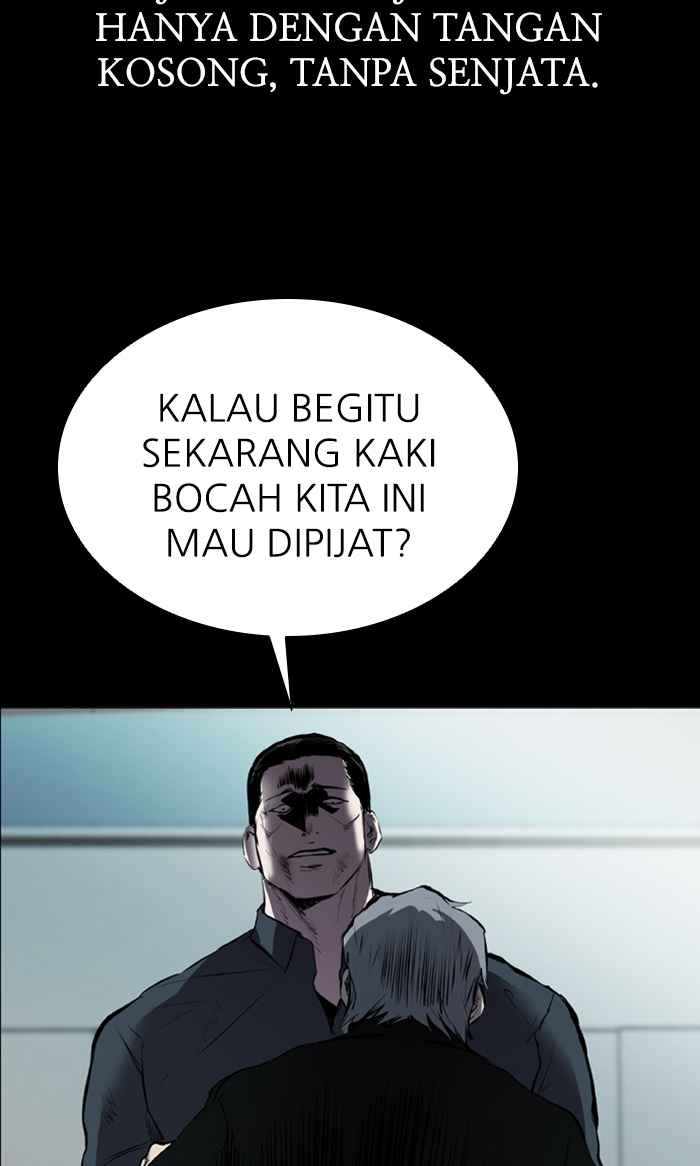 HANYA DENGAN TANGAN
KOSONG, TANPA SENJATA.
KALAU BEGITU
SEKARANG KAKI
BOCAH KITA INI
MAU DIPIJAT?